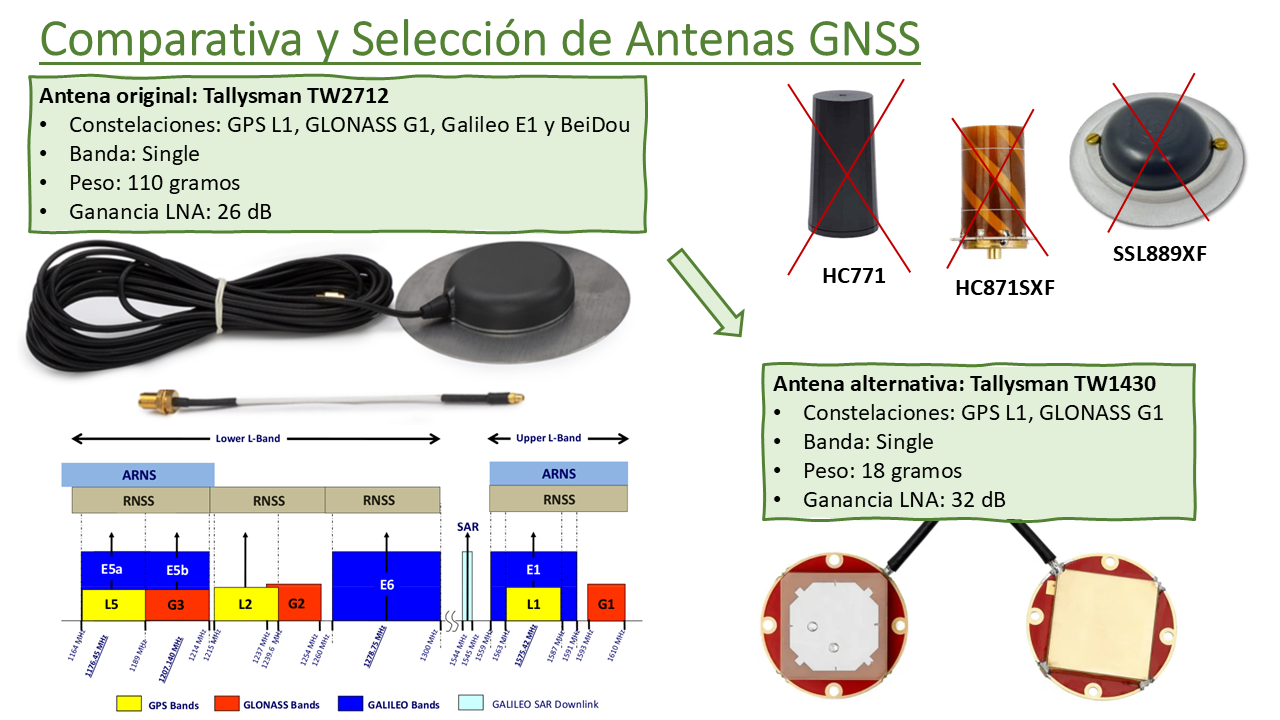 Comparativa y Selección de Antenas GNSS
Antena original: Tallysman TW2712
• Constelaciones: GPS L1, GLONASS G1, Galileo E1 y BeiDou
• Banda: Single
• Peso: 110 gramos
• Ganancia LNA: 26 dB
HC771
HC871SXF
SSL889XF
Antena alternativa: Tallysman TW1430
• Constelaciones: GPS L1, GLONASS G1
• Banda: Single
• Peso: 18 gramos
• Ganancia LNA: 32 dB
Lower L-Band
Upper L-Band
ARNS
ARNS
RNSS
RNSS
RNSS
RNSS
SAR
E5a
E5b
E6
E1
L5
G3
L2
G2
L1
G1
1164 MHz
1176.45 MHz
1189 MHz
1207.140 MHz
1214 MHz
1215 MHz
1237 MHz
1239.6 MHz
1254 MHz
1260 MHz
1278.75 MHz
1300 MHz
1544 MHz
1545 MHz
1559 MHz
1563 MHz
1575.42 MHz
1587 MHz
1591 MHz
1593 MHz
1610 MHz
GPS Bands
GLONASS Bands
GALILEO Bands
GALILEO SAR Downlink